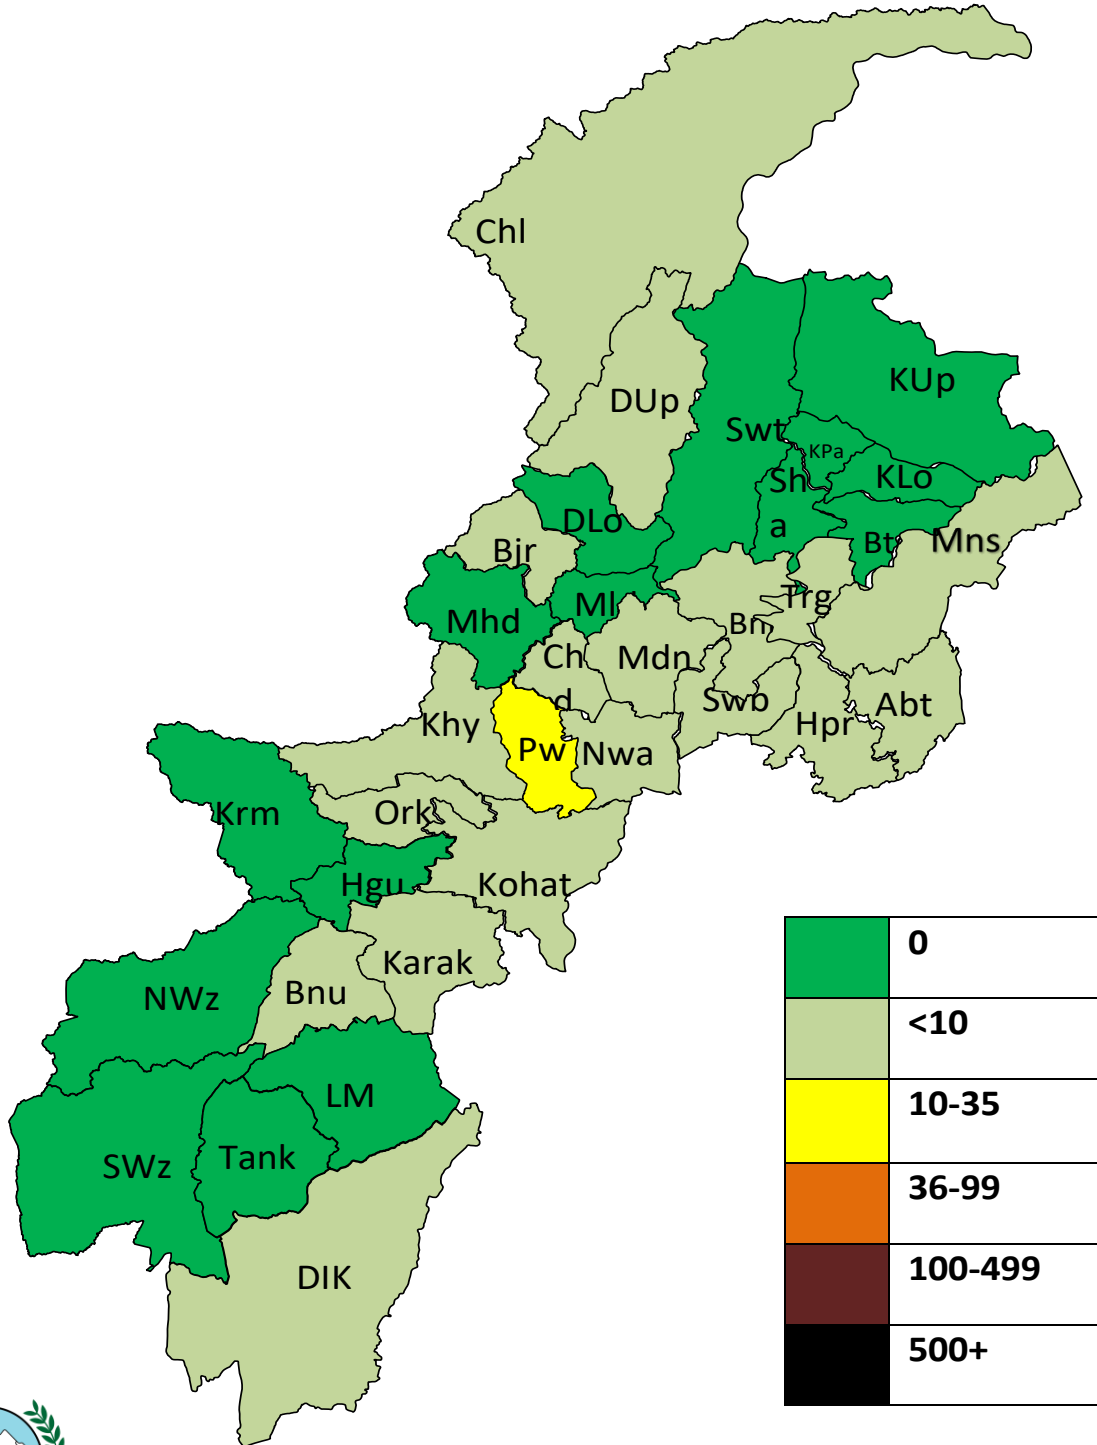 Chl
KUp
DUp
Swt
KPa
KLo
Sh
a
DLo
Bt
Mns
Bjr
Ml
Trg
Mhd
Bn
Ch
d
Mdn
Swb
Abt
Hpr
Khy
Pw
Nwa
Krm
Ork
Hgu
Kohat
Karak
NWz
Bnu
LM
SWz
Tank
DIK
0
<10
10-35
36-99
100-499
500+